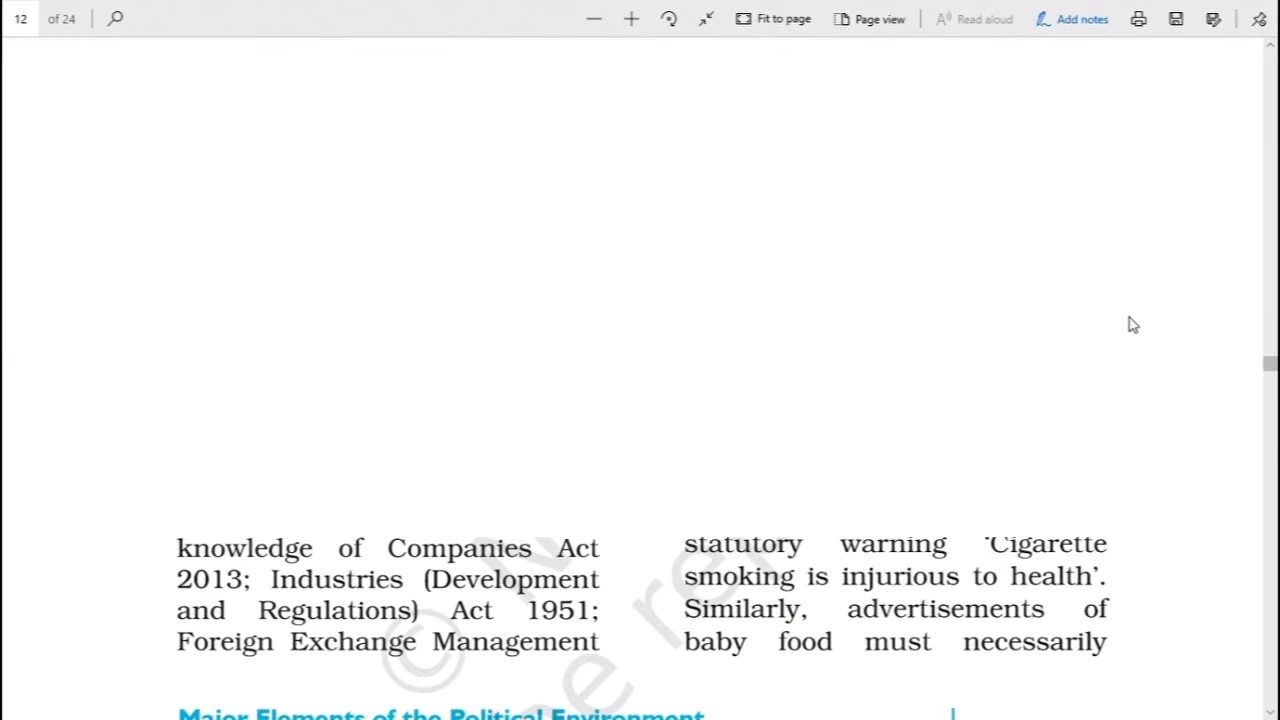 12 of 24 Fit to page Page view Read aloud Add notes
knowledge of Companies Act
2013; Industries (Development
and Regulations) Act 1951;
Foreign Exchange Management
statutory warning 'Cigarette
smoking is injurious to health'.
Similarly, advertisements of
baby food must necessarily
Major Elements of the Political Environment